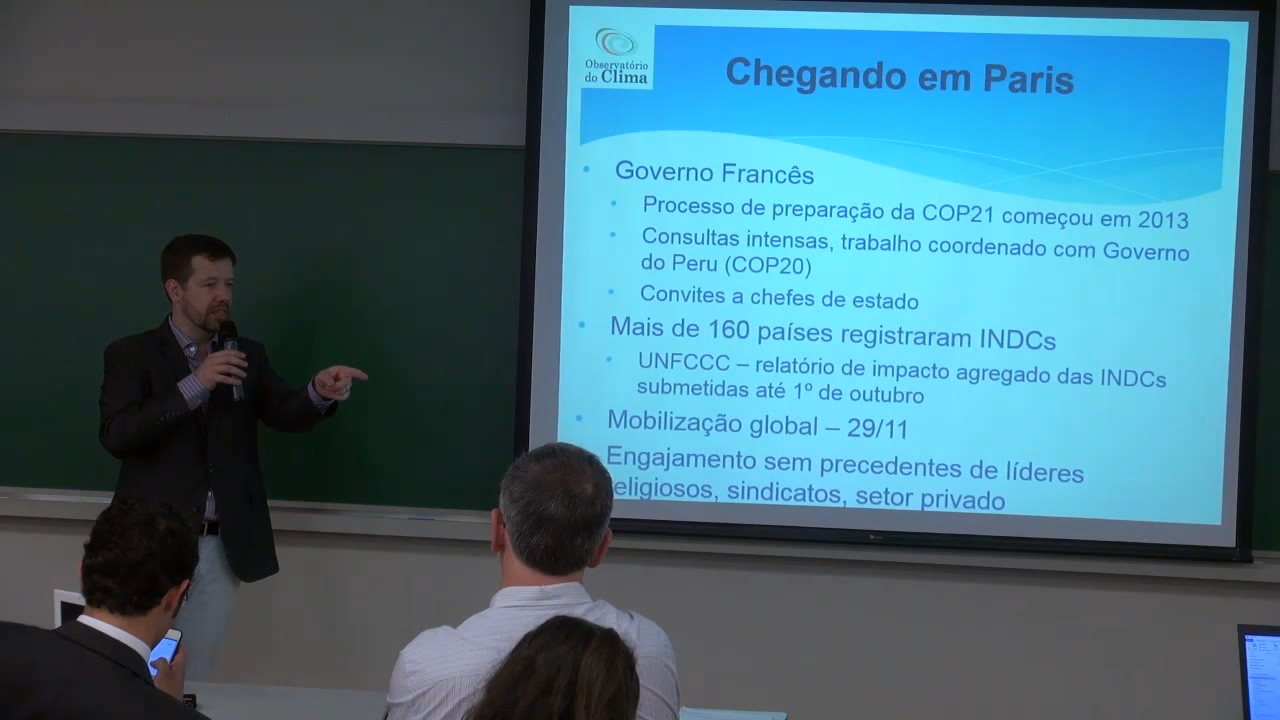 Observatório
do Clima
Chegando em Paris
• Governo Francês
• Processo de preparação da COP21 começou em 2013
• Consultas intensas, trabalho coordenado com Governo
do Peru (COP20)
• Convites a chefes de estado
• Mais de 160 países registraram INDCs
• UNFCCC – relatório de impacto agregado das INDCs
submetidas até 1º de outubro
• Mobilização global – 29/11
Engajamento sem precedentes de líderes
eligiosos, sindicatos, setor privado